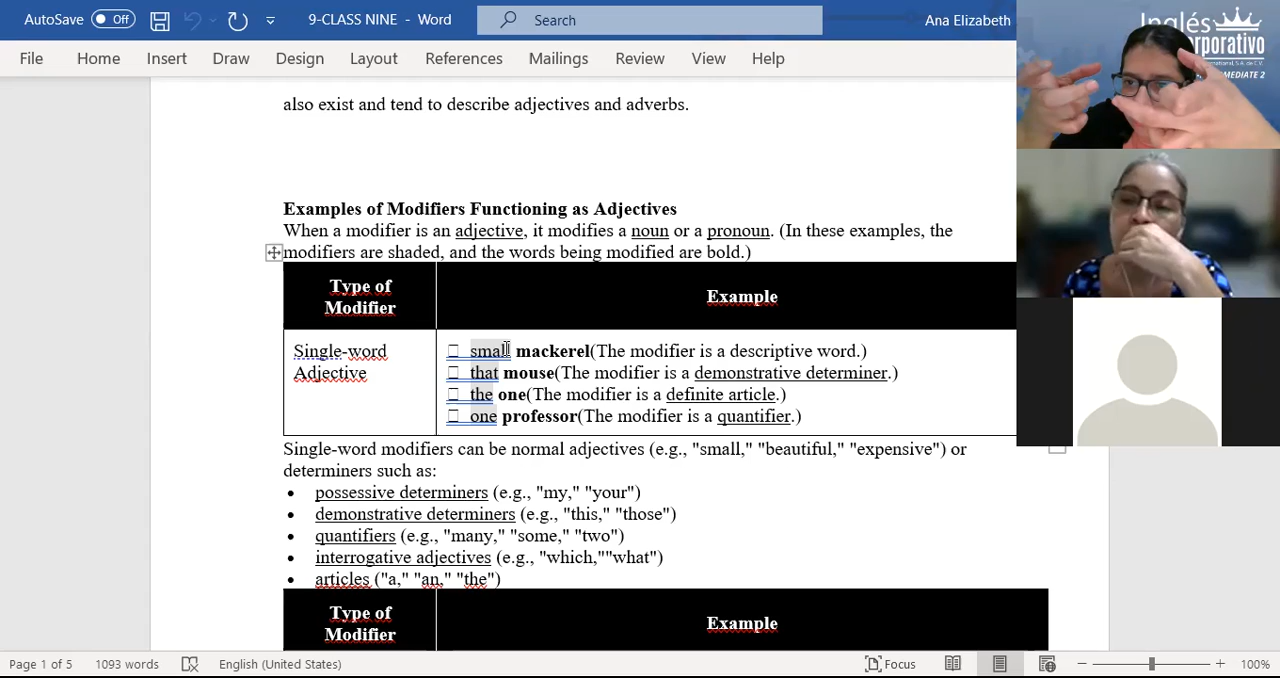 AutoSave Off 9-CLASS NINE - Word Search Ana Elizabeth
File Home Insert Draw Design Layout References Mailings Review View Help
Inglés
orporativo
INTERMEDIATE 2
also exist and tend to describe adjectives and adverbs.
Examples of Modifiers Functioning as Adjectives
When a modifier is an adjective, it modifies a noun or a pronoun. (In these examples, the
modifiers are shaded, and the words being modified are bold.)
Type of
Modifier
Example
Single-word
Adjective
small mackerel(The modifier is a descriptive word.)
that mouse(The modifier is a demonstrative determiner.)
the one(The modifier is a definite article.)
one professor(The modifier is a quantifier.)
Single-word modifiers can be normal adjectives (e.g., "small," "beautiful," "expensive") or
determiners such as:
• possessive determiners (e.g., "my," "your")
• demonstrative determiners (e.g., "this," "those")
• quantifiers (e.g., "many," "some," "two")
• interrogative adjectives (e.g., "which,""what")
• articles ("a," "an," "the")
Type of
Modifier
Example
Page 1 of 5 1093 words English (United States) Focus 100%